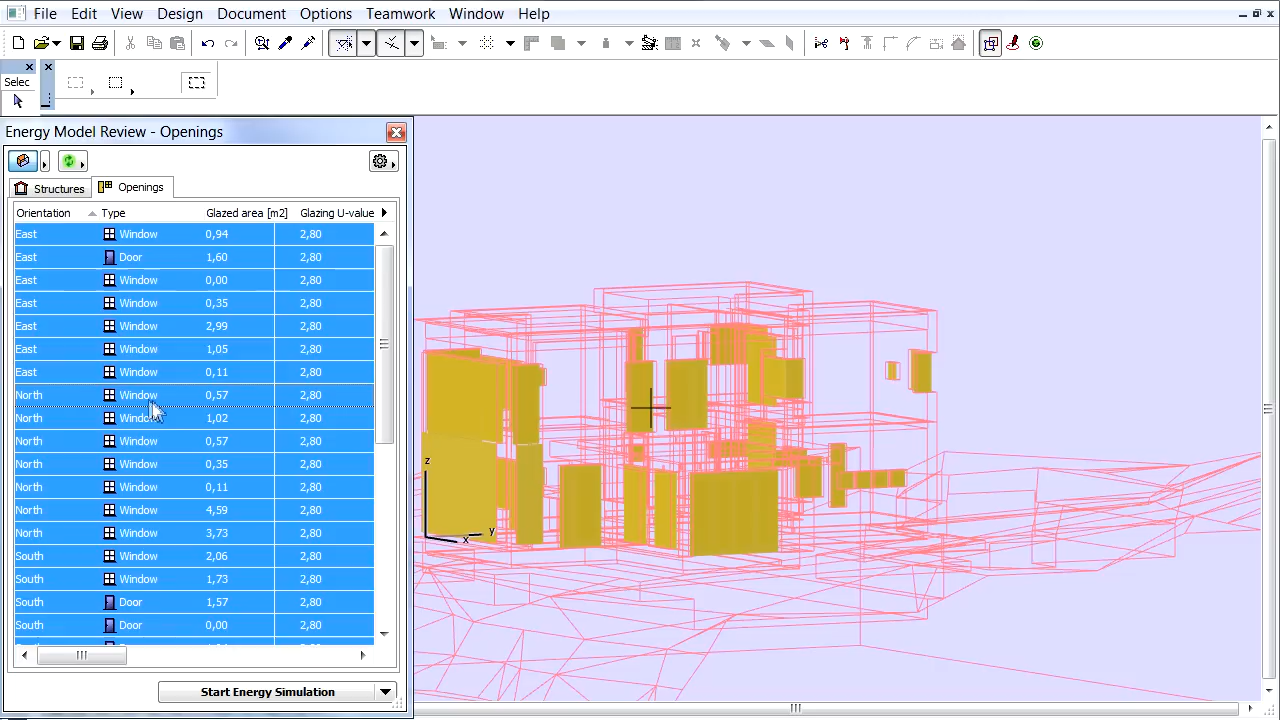 File Edit View Design Document Options Teamwork Window Help
Selec
Energy Model Review - Openings
Structures Openings
Orientation Type Glazed area [m2] Glazing U-value
East Window 0,94 2,80
East Door 1,60 2,80
East Window 0,00 2,80
East Window 0,35 2,80
East Window 2,99 2,80
East Window 1,05 2,80
East Window 0,11 2,80
North Window 0,57 2,80
North Window 1,02 2,80
North Window 0,57 2,80
North Window 0,35 2,80
North Window 0,11 2,80
North Window 4,59 2,80
North Window 3,73 2,80
South Window 2,06 2,80
South Window 1,73 2,80
South Door 1,57 2,80
South Door 0,00 2,80
Start Energy Simulation
z
y
x